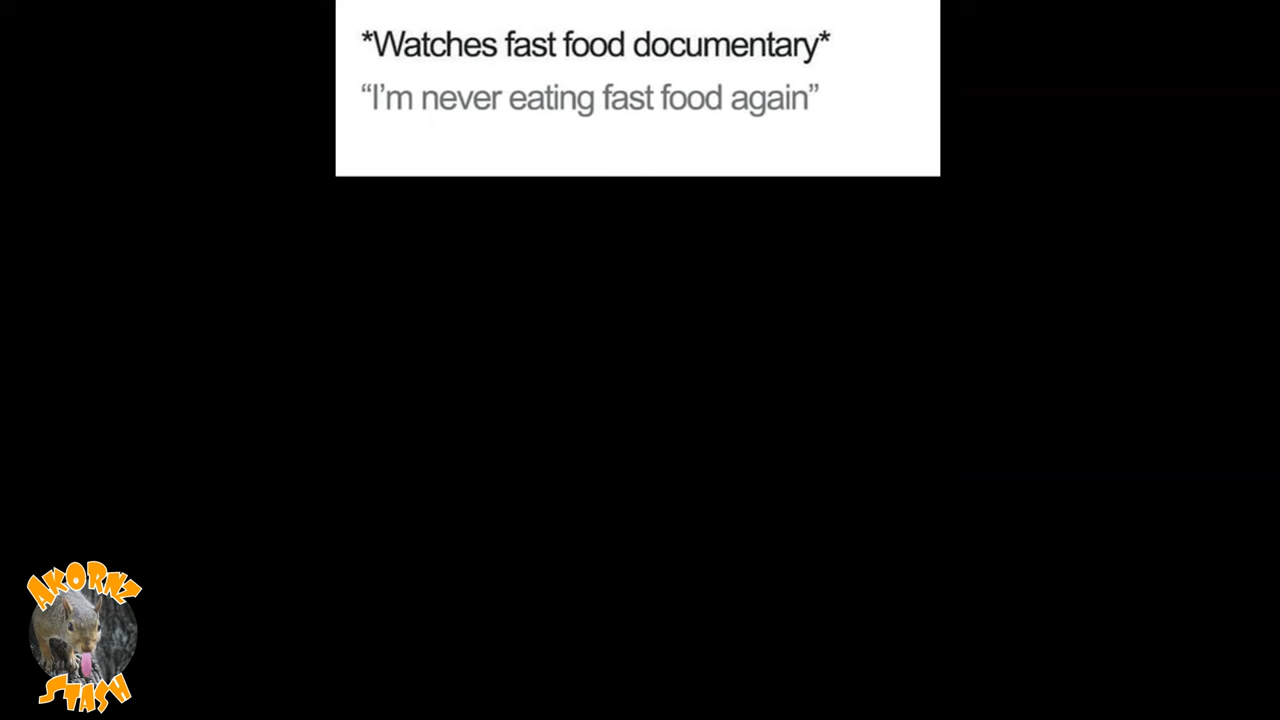 *Watches fast food documentary*
“I’m never eating fast food again”
AKORNZ
STASH